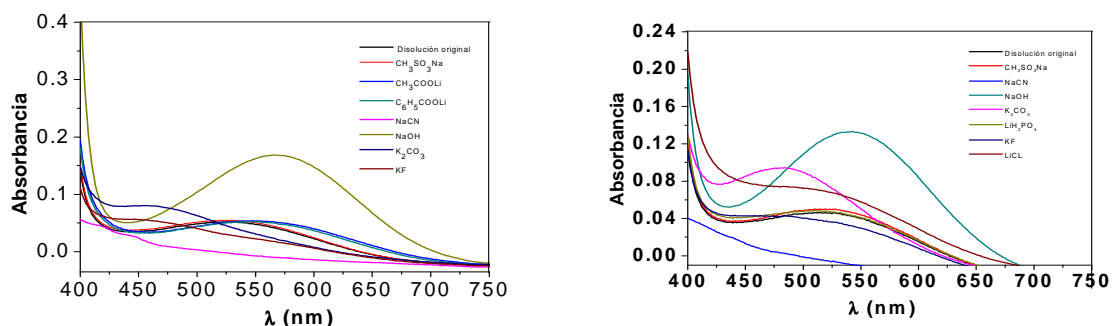 Absorbancia
0.4
0.3
0.2
0.1
0.0
Disolución original
CH3SO3Na
CH3COOLi
C6H5COOLi
NaCN
NaOH
K2CO3
KF
400 450 500 550 600 650 700 750
λ (nm)
Absorbancia
0.24
0.20
0.16
0.12
0.08
0.04
0.00
Disolución original
CH3SO3Na
NaCN
NaOH
K2CO3
LiH2PO4
KF
LiCL
400 450 500 550 600 650 700 750
λ (nm)